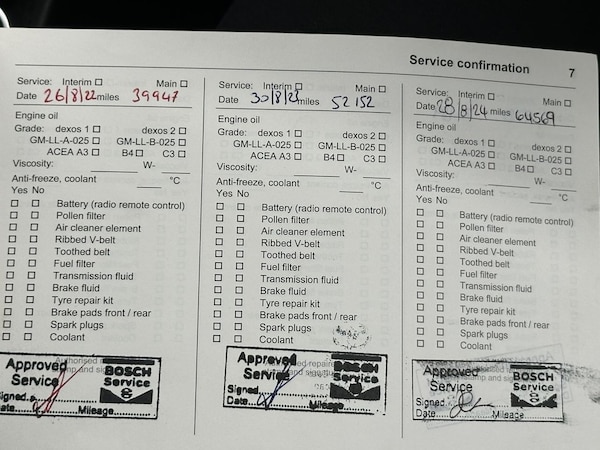 Service confirmation 7
Service: Interim ☐ Main ☐
Date 26/8/22 miles 39947
Engine oil
Grade: dexos 1 ☐ dexos 2 ☐
GM-LL-A-025 ☐ GM-LL-B-025 ☐
ACEA A3 ☐ B4 ☐ C3 ☐
Viscosity: ____ W- ____
Anti-freeze, coolant ____ °C
Yes No
☐ ☐ Battery (radio remote control)
☐ ☐ Pollen filter
☐ ☐ Air cleaner element
☐ ☐ Ribbed V-belt
☐ ☐ Toothed belt
☐ ☐ Fuel filter
☐ ☐ Transmission fluid
☐ ☐ Brake fluid
☐ ☐ Tyre repair kit
☐ ☐ Brake pads front / rear
☐ ☐ Spark plugs
☐ ☐ Coolant
Approved
Service
BOSCH
Service
Signed
Date Mileage
Service: Interim ☐ Main ☐
Date 30/8/23 miles 52152
Engine oil
Grade: dexos 1 ☐ dexos 2 ☐
GM-LL-A-025 ☐ GM-LL-B-025 ☐
ACEA A3 ☐ B4 ☐ C3 ☐
Viscosity: ____ W- ____
Anti-freeze, coolant ____ °C
Yes No
☐ ☐ Battery (radio remote control)
☐ ☐ Pollen filter
☐ ☐ Air cleaner element
☐ ☐ Ribbed V-belt
☐ ☐ Toothed belt
☐ ☐ Fuel filter
☐ ☐ Transmission fluid
☐ ☐ Brake fluid
☐ ☐ Tyre repair kit
☐ ☐ Brake pads front / rear
☐ ☐ Spark plugs
☐ ☐ Coolant
Approved
Service
BOSCH
Service
Signed
Date Mileage
Service: Interim ☐ Main ☐
Date 28/8/24 miles 64569
Engine oil
Grade: dexos 1 ☐ dexos 2 ☐
GM-LL-A-025 ☐ GM-LL-B-025 ☐
ACEA A3 ☐ B4 ☐ C3 ☐
Viscosity: ____ W- ____
Anti-freeze, coolant ____ °C
Yes No
☐ ☐ Battery (radio remote control)
☐ ☐ Pollen filter
☐ ☐ Air cleaner element
☐ ☐ Ribbed V-belt
☐ ☐ Toothed belt
☐ ☐ Fuel filter
☐ ☐ Transmission fluid
☐ ☐ Brake fluid
☐ ☐ Tyre repair kit
☐ ☐ Brake pads front / rear
☐ ☐ Spark plugs
☐ ☐ Coolant
Approved
Service
BOSCH
Service
Signed
Date Mileage